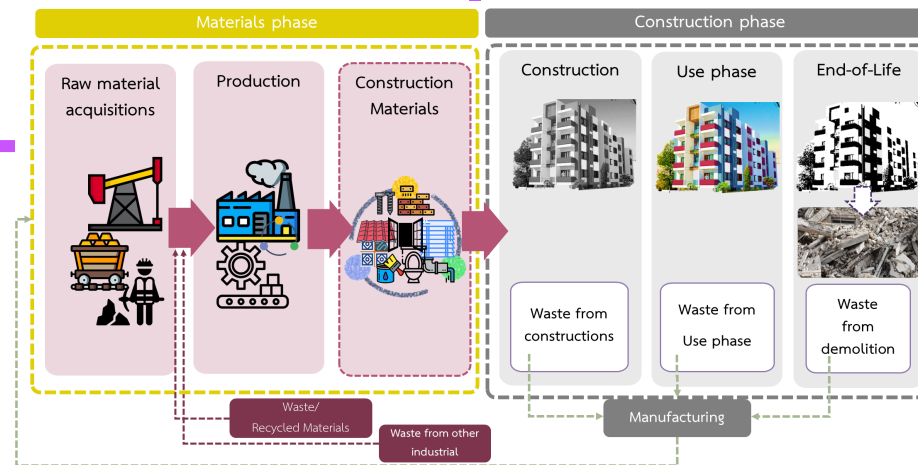 Materials phase
Construction phase
Raw material
acquisitions
Production
Construction
Materials
Construction
Use phase
End-of-Life
Waste from
constructions
Waste from
Use phase
Waste
from
demolition
Waste/
Recycled Materials
Waste from other
industrial
Manufacturing